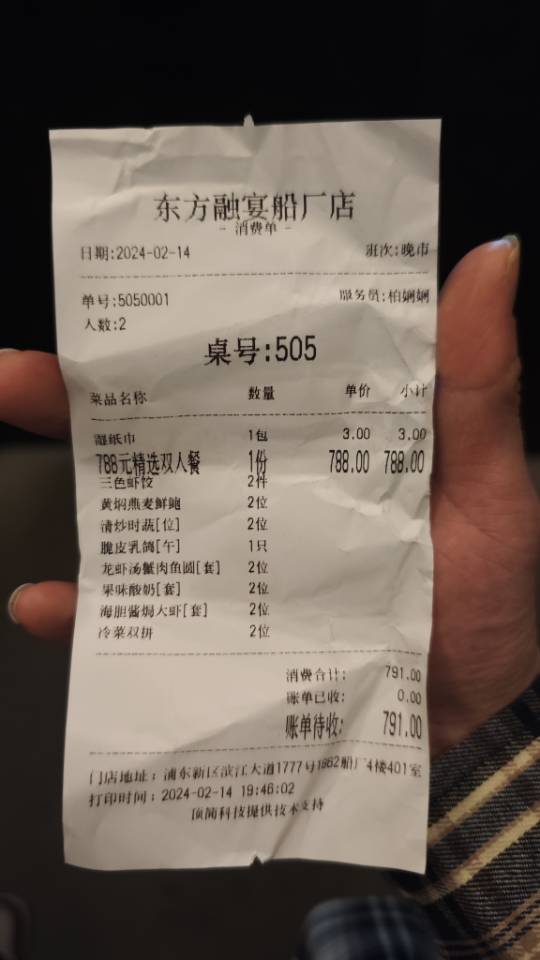 东方融宴船厂店
- 消费单 -
日期:2024-02-14 班次:晚市
单号:5050001 服务员:柏娴娴
人数:2
桌号:505
菜品名称 数量 单价 小计
湿纸巾 1包 3.00 3.00
788元精选双人餐 1份 788.00 788.00
三色虾饺 2件
黄焖燕麦鲜鲍 2位
清炒时蔬[位] 2位
脆皮乳鸽[午] 1只
龙虾汤蟹肉鱼圆[套] 2位
果味酸奶[套] 2位
海胆酱焗大虾[套] 2位
冷菜双拼 2位
消费合计: 791.00
账单已收: 0.00
账单待收: 791.00
门店地址：浦东新区滨江大道1777号1862船厂4楼401室
打印时间：2024-02-14 19:46:02
顶简科技提供技术支持